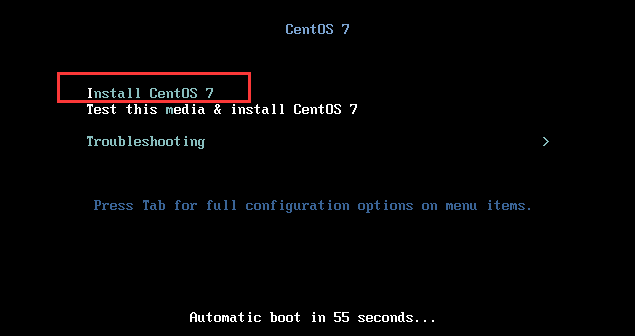 CentOS 7
Install CentOS 7
Test this media & install CentOS 7
Troubleshooting >
Press Tab for full configuration options on menu items.
Automatic boot in 55 seconds...